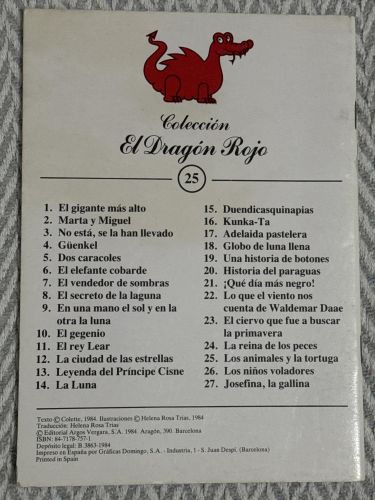 Colección
El Dragón Rojo
25
1. El gigante más alto
2. Marta y Miguel
3. No está, se la han llevado
4. Güenkel
5. Dos caracoles
6. El elefante cobarde
7. El vendedor de sombras
8. El secreto de la laguna
9. En una mano el sol y en la
otra la luna
10. El gegenio
11. El rey Lear
12. La ciudad de las estrellas
13. Leyenda del Príncipe Cisne
14. La Luna
15. Duendicasquinapias
16. Kunka-Ta
17. Adelaida pastelera
18. Globo de luna llena
19. Una historia de botones
20. Historia del paraguas
21. ¡Qué día más negro!
22. Lo que el viento nos
cuenta de Waldemar Daae
23. El ciervo que fue a buscar
la primavera
24. La reina de los peces
25. Los animales y la tortuga
26. Los niños voladores
27. Josefina, la gallina
Texto © Colette, 1984. Ilustraciones © Helena Rosa Trias, 1984
Traducción: Helena Rosa Trias
© Editorial Argos Vergara, S.A. 1984. Aragón, 390. Barcelona
ISBN: 84-7178-757-1
Depósito legal: B.3863-1984
Impreso en España por Gráficas Domingo, S.A. - Industria, 1 - S. Juan Despí. (Barcelona)
Printed in Spain